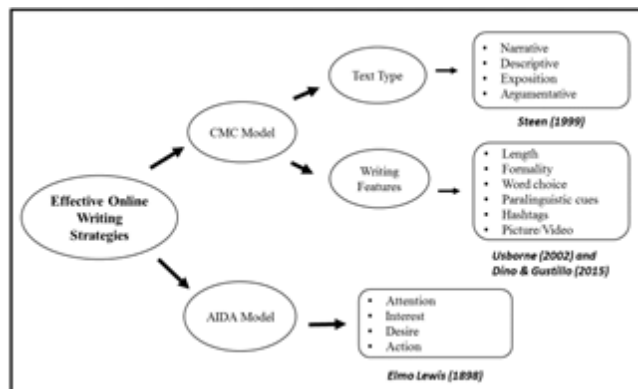 Effective Online
Writing
Strategies
CMC Model
Text Type
• Narrative
• Descriptive
• Exposition
• Argumentative
Steen (1999)
Writing
Features
• Length
• Formality
• Word choice
• Paralinguistic cues
• Hashtags
• Picture/Video
Usborne (2002) and
Dino & Gustilo (2015)
AIDA Model
• Attention
• Interest
• Desire
• Action
Elmo Lewis (1898)